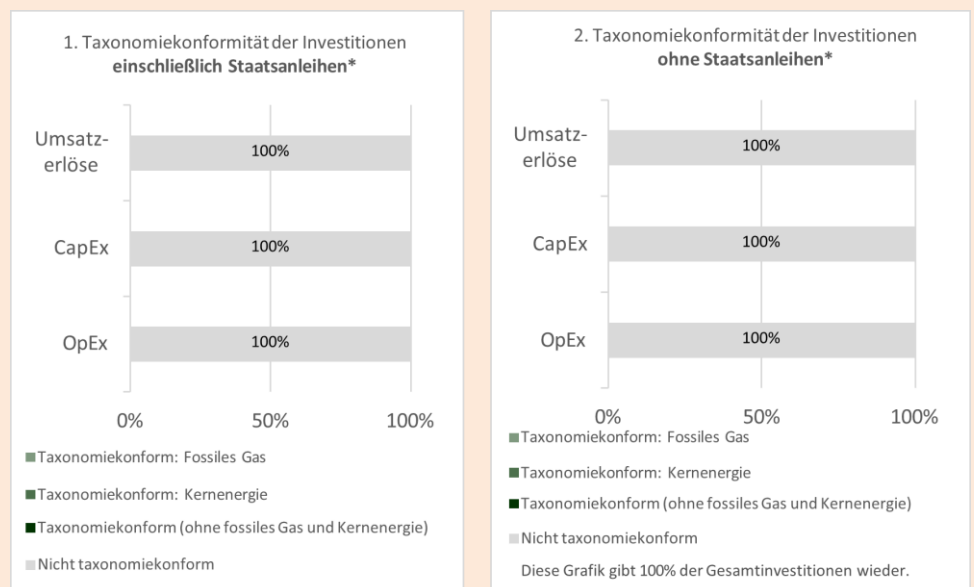 1. Taxonomiekonformität der Investitionen
einschließlich Staatsanleihen*
Umsatz-
erlöse
100%
CapEx
100%
OpEx
100%
0%
50%
100%
Taxonomiekonform: Fossiles Gas
Taxonomiekonform: Kernenergie
Taxonomiekonform (ohne fossiles Gas und Kernenergie)
Nicht taxonomiekonform
2. Taxonomiekonformität der Investitionen
ohne Staatsanleihen*
Umsatz-
erlöse
100%
CapEx
100%
OpEx
100%
0%
50%
100%
Taxonomiekonform: Fossiles Gas
Taxonomiekonform: Kernenergie
Taxonomiekonform (ohne fossiles Gas und Kernenergie)
Nicht taxonomiekonform
Diese Grafik gibt 100% der Gesamtinvestitionen wieder.